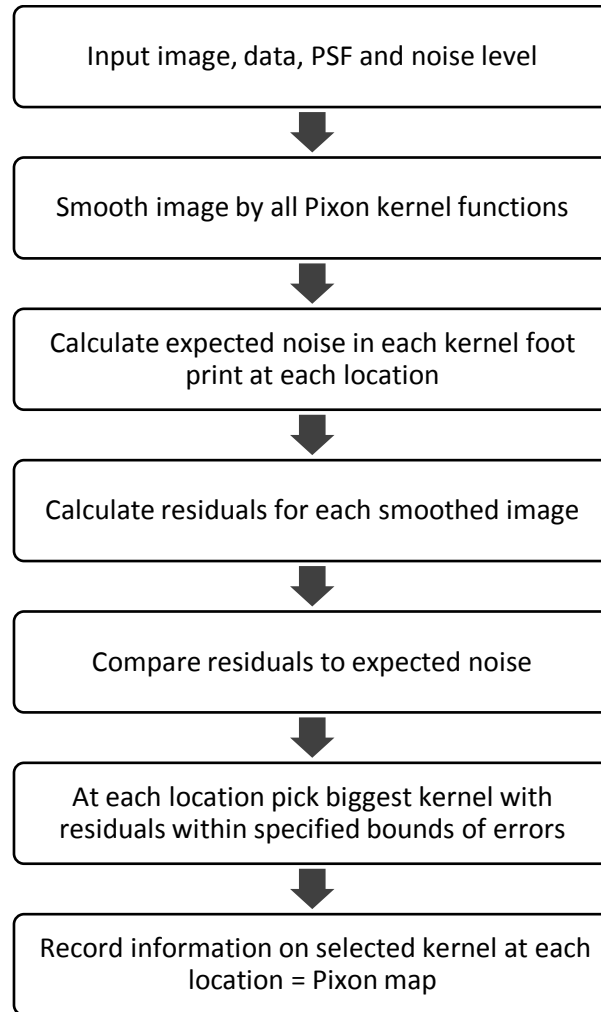 Input image, data, PSF and noise level
Smooth image by all Pixon kernel functions
Calculate expected noise in each kernel foot
print at each location
Calculate residuals for each smoothed image
Compare residuals to expected noise
At each location pick biggest kernel with
residuals within specified bounds of errors
Record information on selected kernel at each
location = Pixon map